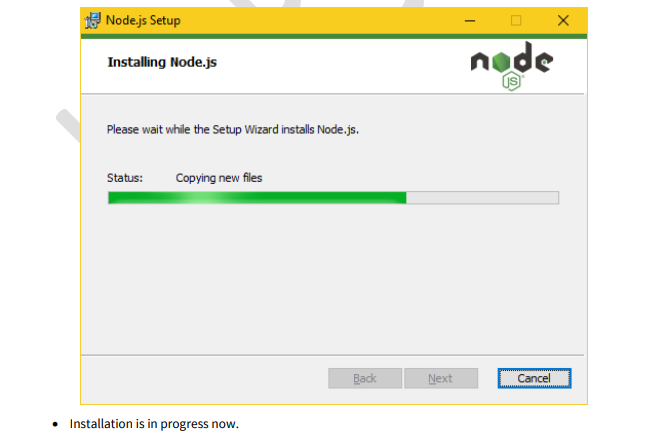 Node.js Setup
Installing Node.js
node
JS
Please wait while the Setup Wizard installs Node.js.
Status: Copying new files
Back Next Cancel
• Installation is in progress now.